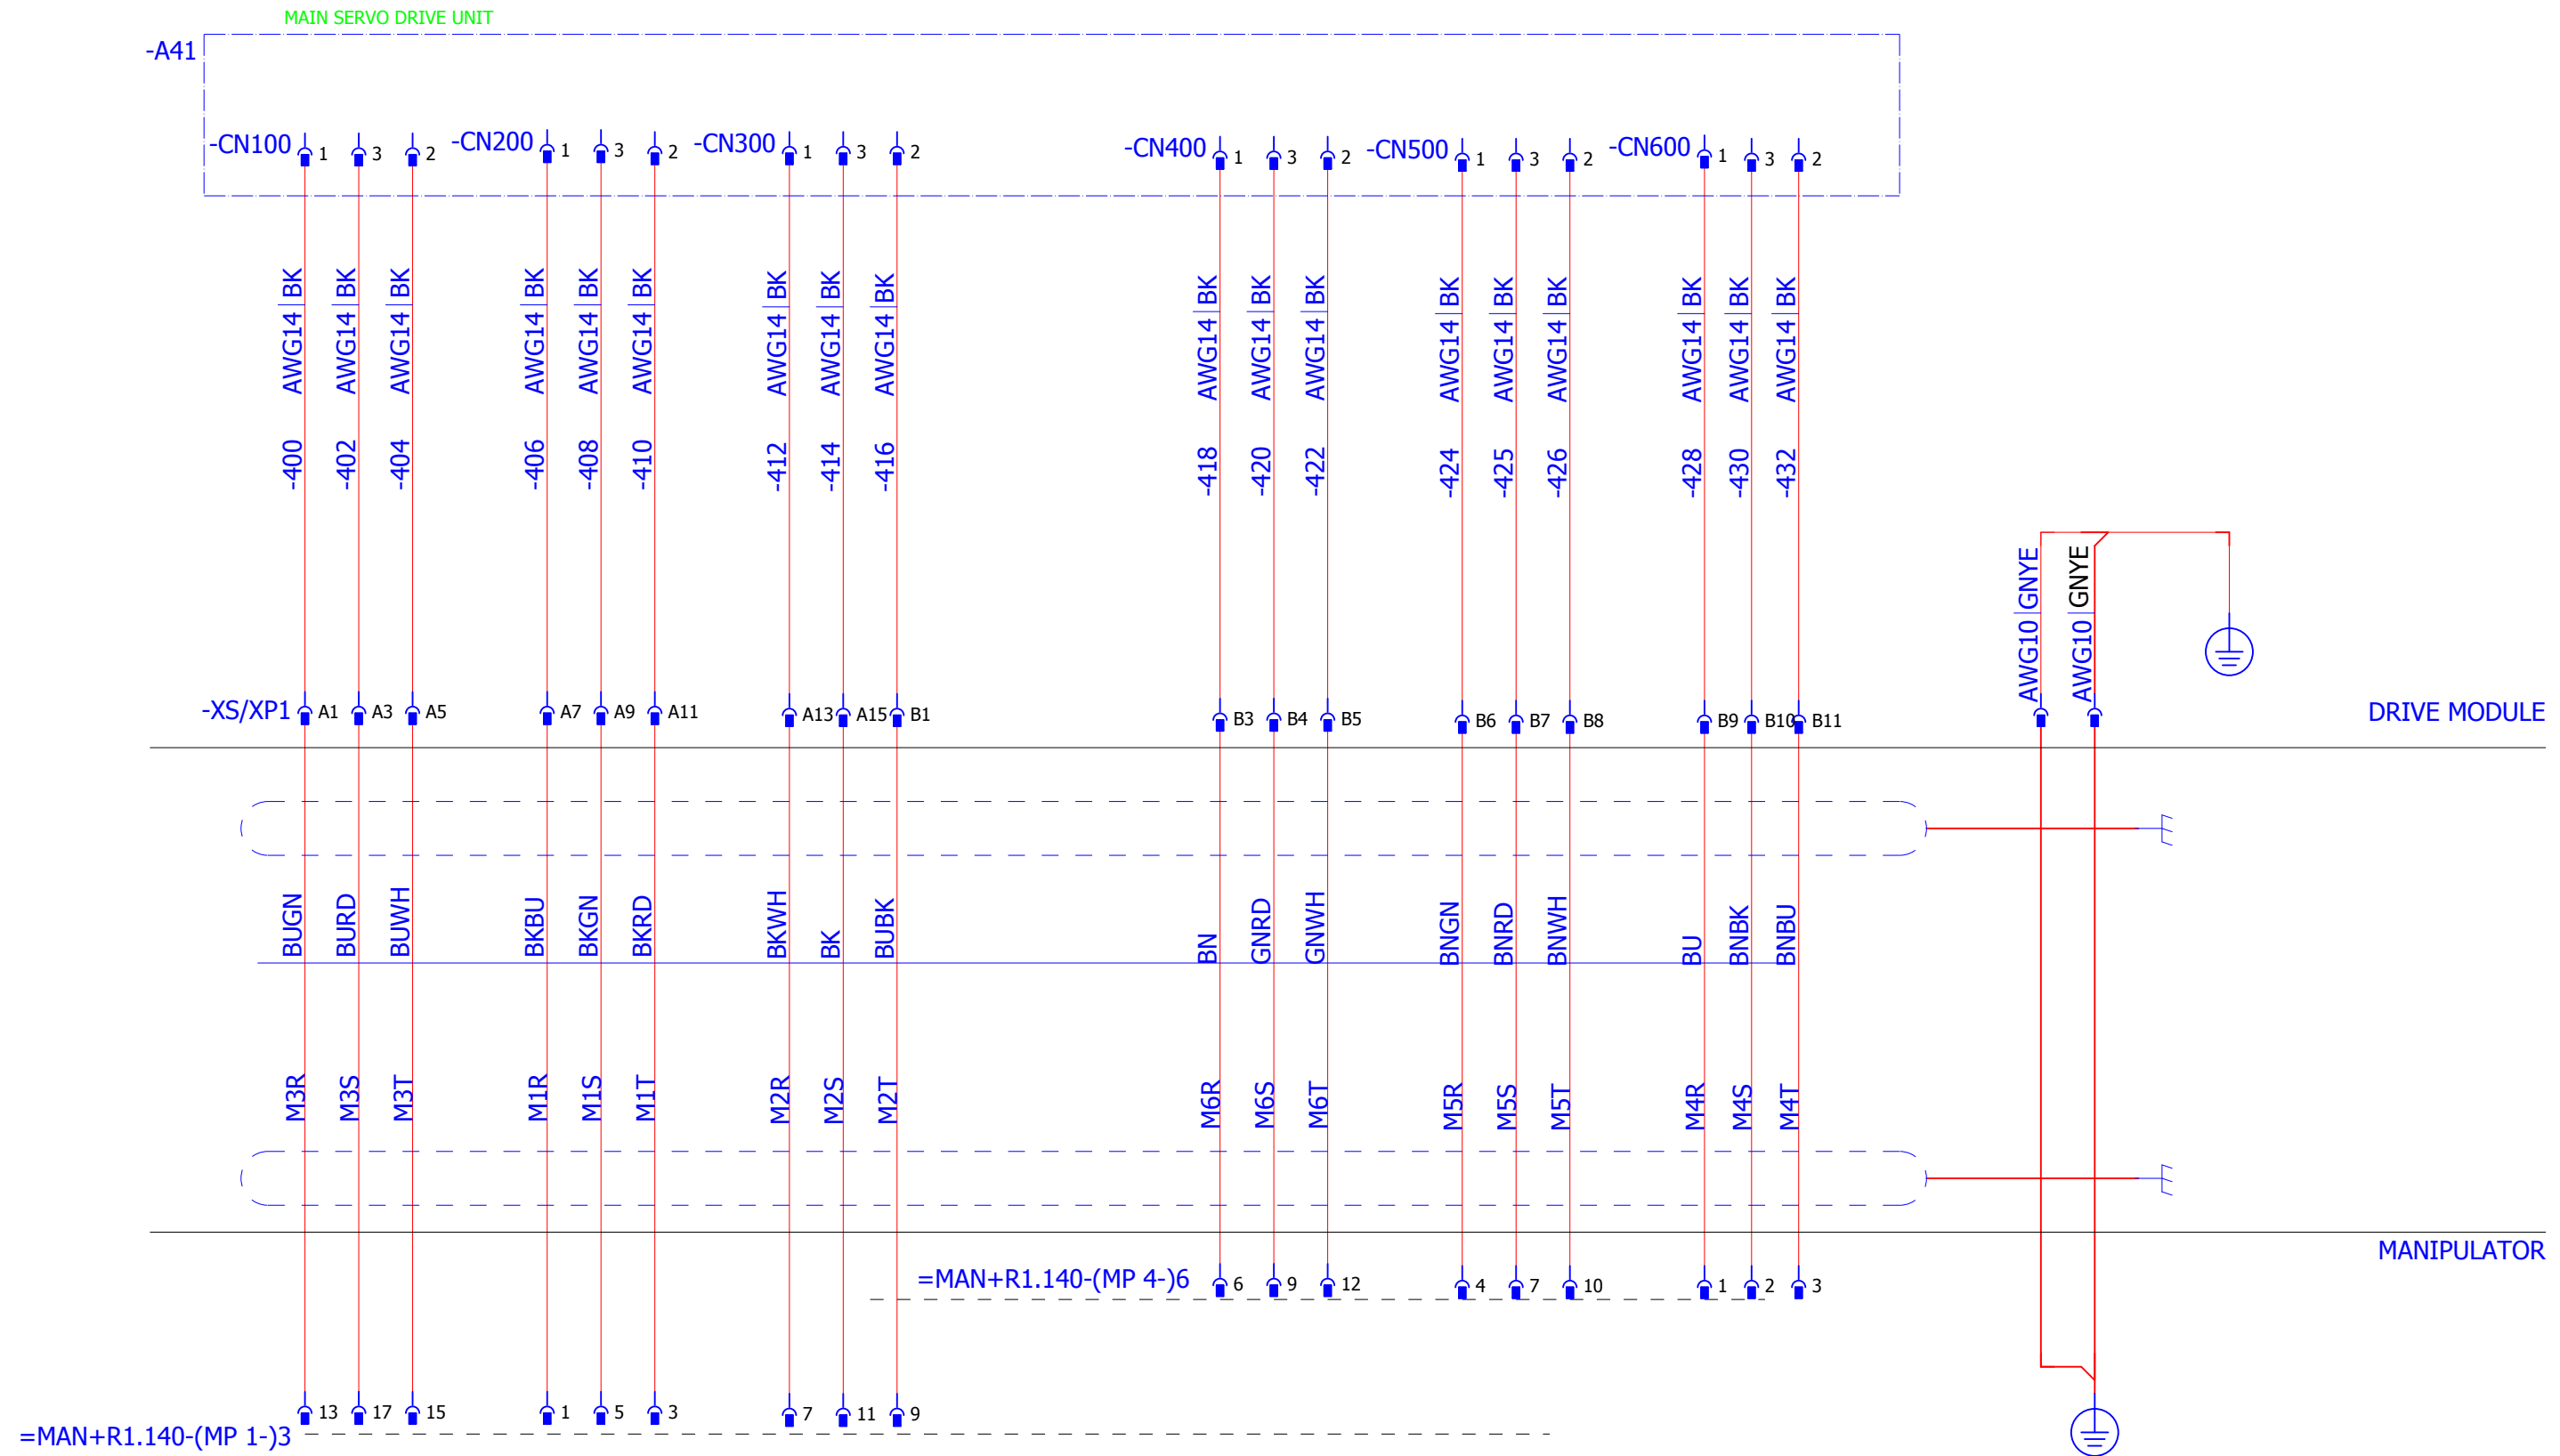 MAIN SERVO DRIVE UNIT
-A41
-CN100 1 3 2 -CN200 1 3 2 -CN300 1 3 2 -CN400 1 3 2 -CN500 1 3 2 -CN600 1 3 2
AWG14 BK AWG14 BK AWG14 BK AWG14 BK AWG14 BK AWG14 BK AWG14 BK AWG14 BK AWG14 BK AWG14 BK AWG14 BK AWG14 BK AWG14 BK AWG14 BK AWG14 BK AWG14 BK AWG14 BK AWG14 BK
-400 -402 -404 -406 -408 -410 -412 -414 -416 -418 -420 -422 -424 -425 -426 -428 -430 -432
AWG10 GNYE AWG10 GNYE
-XS/XP1 A1 A3 A5 A7 A9 A11 A13 A15 B1 B3 B4 B5 B6 B7 B8 B9 B10 B11
DRIVE MODULE
BUGN BURD BUWH BKBU BKGN BKRD BKWH BK BUBK BN GNRD GNWH BNGN BNRD BNWH BU BNBK BNBU
M3R M3S M3T M1R M1S M1T M2R M2S M2T M6R M6S M6T M5R M5S M5T M4R M4S M4T
MANIPULATOR
=MAN+R1.140-(MP 4-)6 6 9 12 4 7 10 1 2 3
=MAN+R1.140-(MP 1-)3 13 17 15 1 5 3 7 11 9